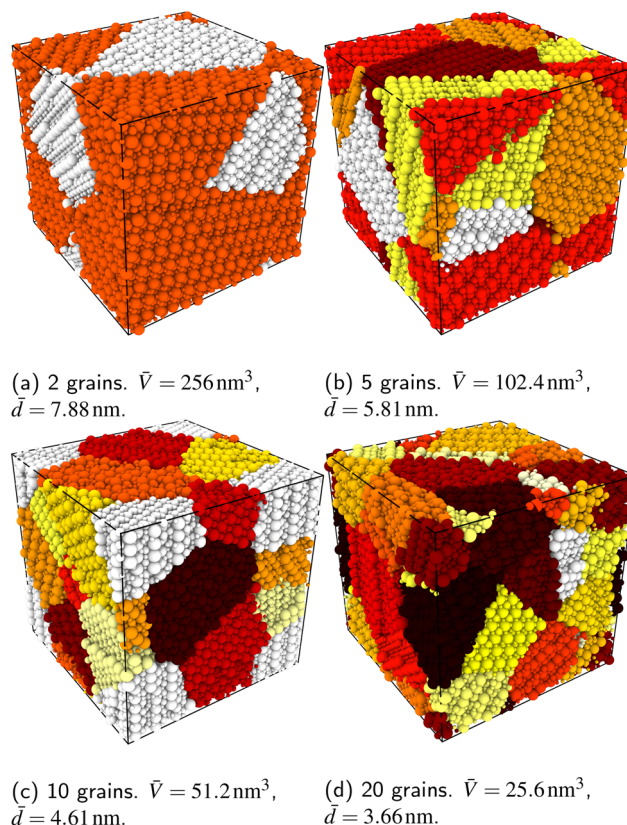 (a) 2 grains. V̄ = 256 nm³,
d̄ = 7.88 nm.
(b) 5 grains. V̄ = 102.4 nm³,
d̄ = 5.81 nm.
(c) 10 grains. V̄ = 51.2 nm³,
d̄ = 4.61 nm.
(d) 20 grains. V̄ = 25.6 nm³,
d̄ = 3.66 nm.